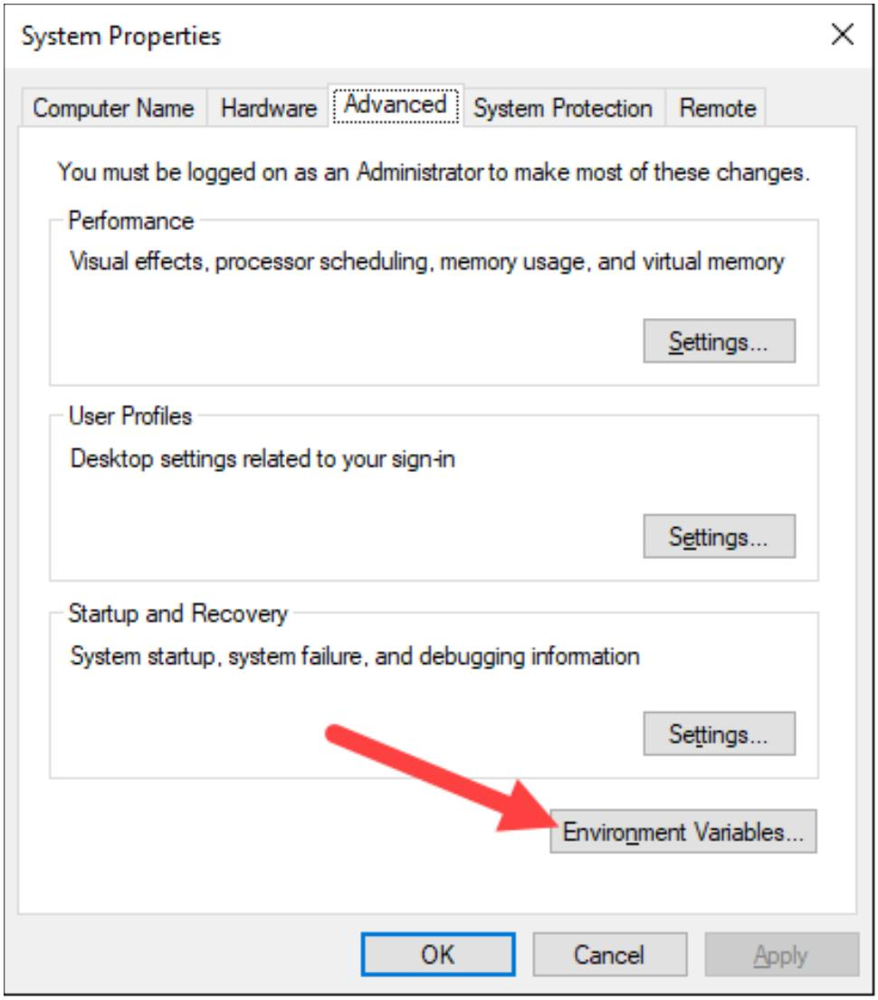 System Properties
Computer Name Hardware Advanced System Protection Remote
You must be logged on as an Administrator to make most of these changes.
Performance
Visual effects, processor scheduling, memory usage, and virtual memory
Settings...
User Profiles
Desktop settings related to your sign-in
Settings...
Startup and Recovery
System startup, system failure, and debugging information
Settings...
Environment Variables...
OK Cancel Apply